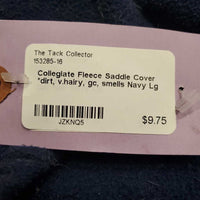 The Tack Collector
153285-16
Collegiate Fleece Saddle Cover
*dirt, v.hairy, gc, smells Navy Lg
JZKNQ5
$9.75